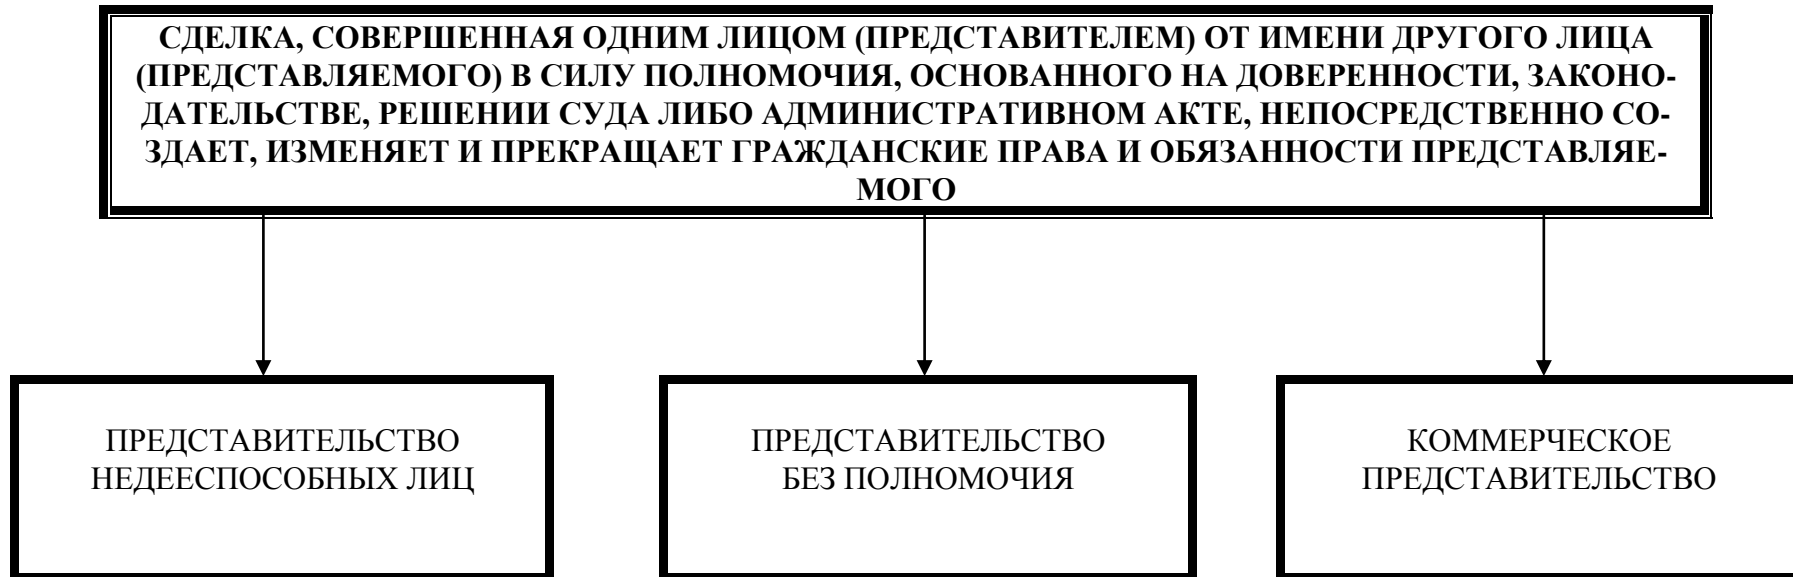 СДЕЛКА, СОВЕРШЕННАЯ ОДНИМ ЛИЦОМ (ПРЕДСТАВИТЕЛЕМ) ОТ ИМЕНИ ДРУГОГО ЛИЦА
(ПРЕДСТАВЛЯЕМОГО) В СИЛУ ПОЛНОМОЧИЯ, ОСНОВАННОГО НА ДОВЕРЕННОСТИ, ЗАКОНО-
ДАТЕЛЬСТВЕ, РЕШЕНИИ СУДА ЛИБО АДМИНИСТРАТИВНОМ АКТЕ, НЕПОСРЕДСТВЕННО СО-
ЗДАЕТ, ИЗМЕНЯЕТ И ПРЕКРАЩАЕТ ГРАЖДАНСКИЕ ПРАВА И ОБЯЗАННОСТИ ПРЕДСТАВЛЯЕ-
МОГО
ПРЕДСТАВИТЕЛЬСТВО
НЕДЕЕСПОСОБНЫХ ЛИЦ
ПРЕДСТАВИТЕЛЬСТВО
БЕЗ ПОЛНОМОЧИЯ
КОММЕРЧЕСКОЕ
ПРЕДСТАВИТЕЛЬСТВО